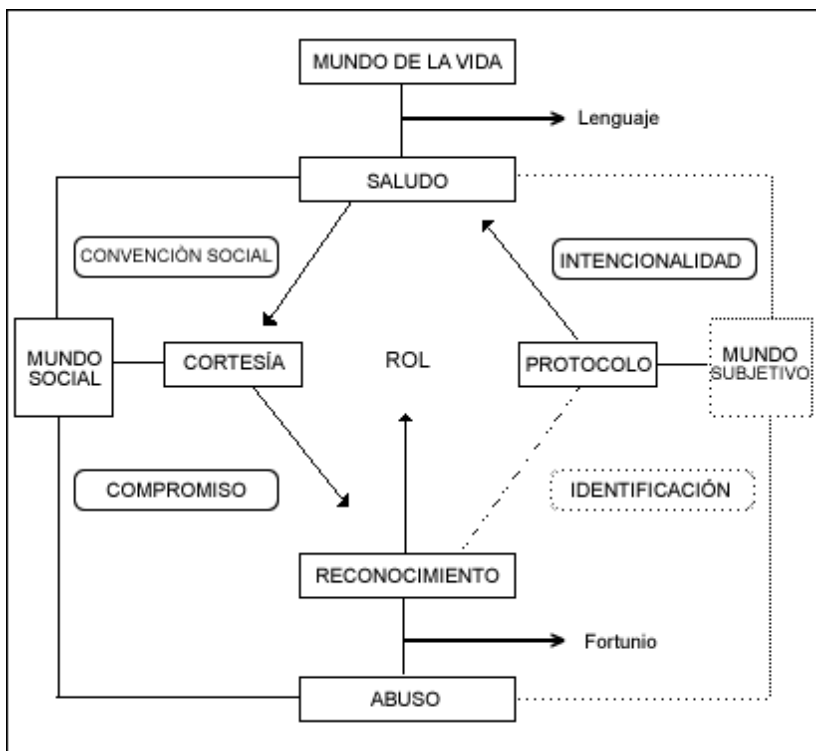 MUNDO DE LA VIDA
Lenguaje
SALUDO
CONVENCIÒN SOCIAL
INTENCIONALIDAD
MUNDO
SOCIAL
CORTESÍA
ROL
PROTOCOLO
MUNDO
SUBJETIVO
COMPROMISO
IDENTIFICACIÓN
RECONOCIMIENTO
Fortunio
ABUSO